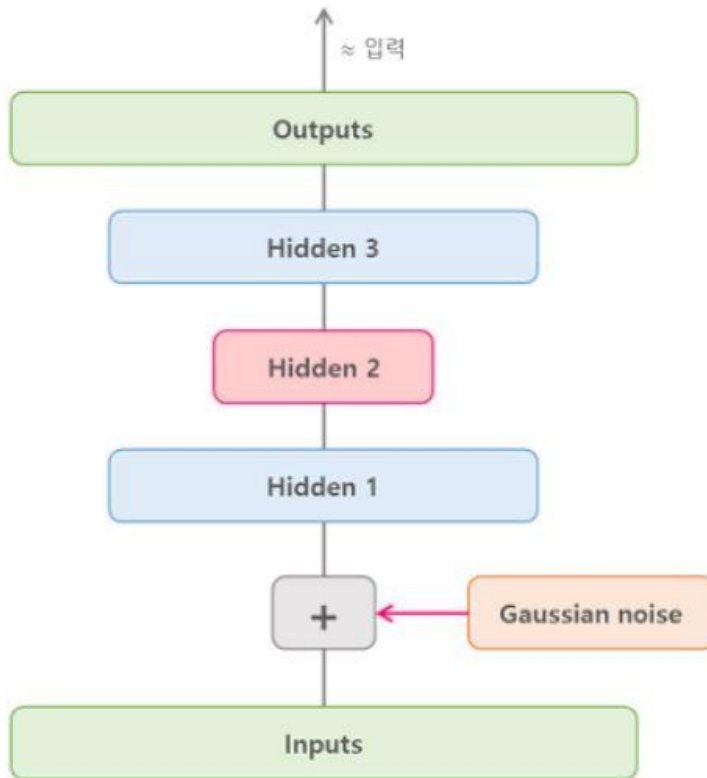 ≈ 입력
Outputs
Hidden 3
Hidden 2
Hidden 1
+
Gaussian noise
Inputs